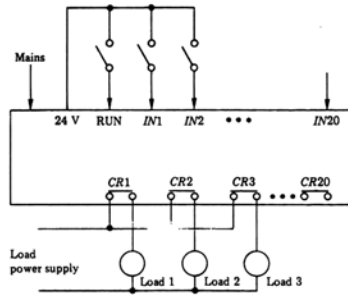 Mains
24 V RUN IN1 IN2 ••• IN20
CR1 CR2 CR3 •••• CR20
Load
power supply
Load 1 Load 2 Load 3